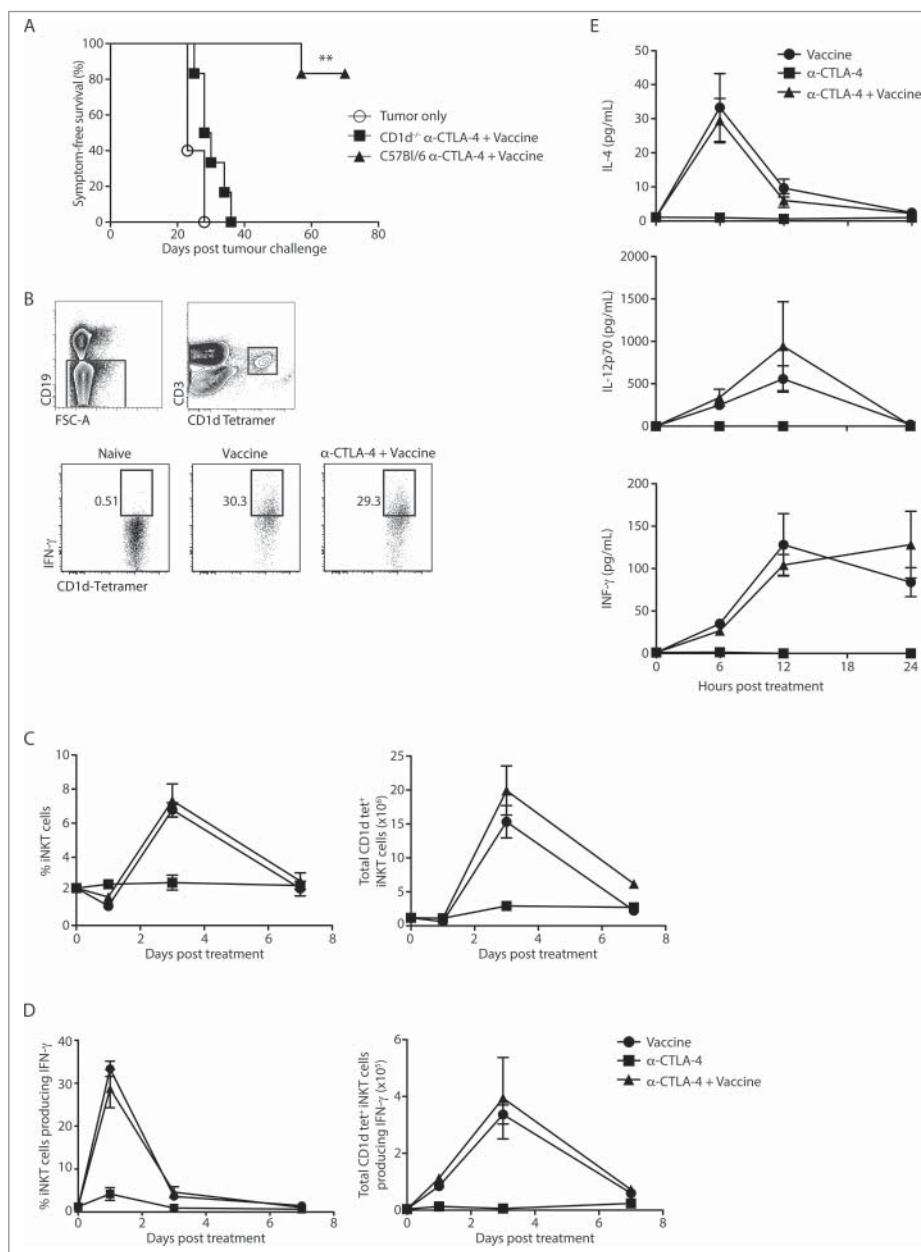 A
Symptom-free survival (%)
100
80
60
40
20
0
0 20 40 60 80
Days post tumour challenge
**
Tumor only
CD1d-/- α-CTLA-4 + Vaccine
C57Bl/6 α-CTLA-4 + Vaccine
B
CD19
FSC-A
CD3
CD1d Tetramer
Naive
Vaccine
α-CTLA-4 + Vaccine
0.51
30.3
29.3
IFN-γ
CD1d-Tetramer
C
% iNKT cells
10
8
6
4
2
0
0 2 4 6 8
Days post treatment
Total CD1d tet+
iNKT cells (x10⁶)
25
20
15
10
5
0
0 2 4 6 8
Days post treatment
D
% iNKT cells producing IFN-γ
40
30
20
10
0
0 2 4 6 8
Days post treatment
Total CD1d tet+ iNKT cells
producing IFN-γ (x10⁵)
6
4
2
0
0 2 4 6 8
Days post treatment
Vaccine
α-CTLA-4
α-CTLA-4 + Vaccine
E
Vaccine
α-CTLA-4
α-CTLA-4 + Vaccine
IL-4 (pg/mL)
50
40
30
20
10
0
IL-12p70 (pg/mL)
2000
1500
1000
500
0
INF-γ (pg/mL)
200
150
100
50
0
0 6 12 18 24
Hours post treatment